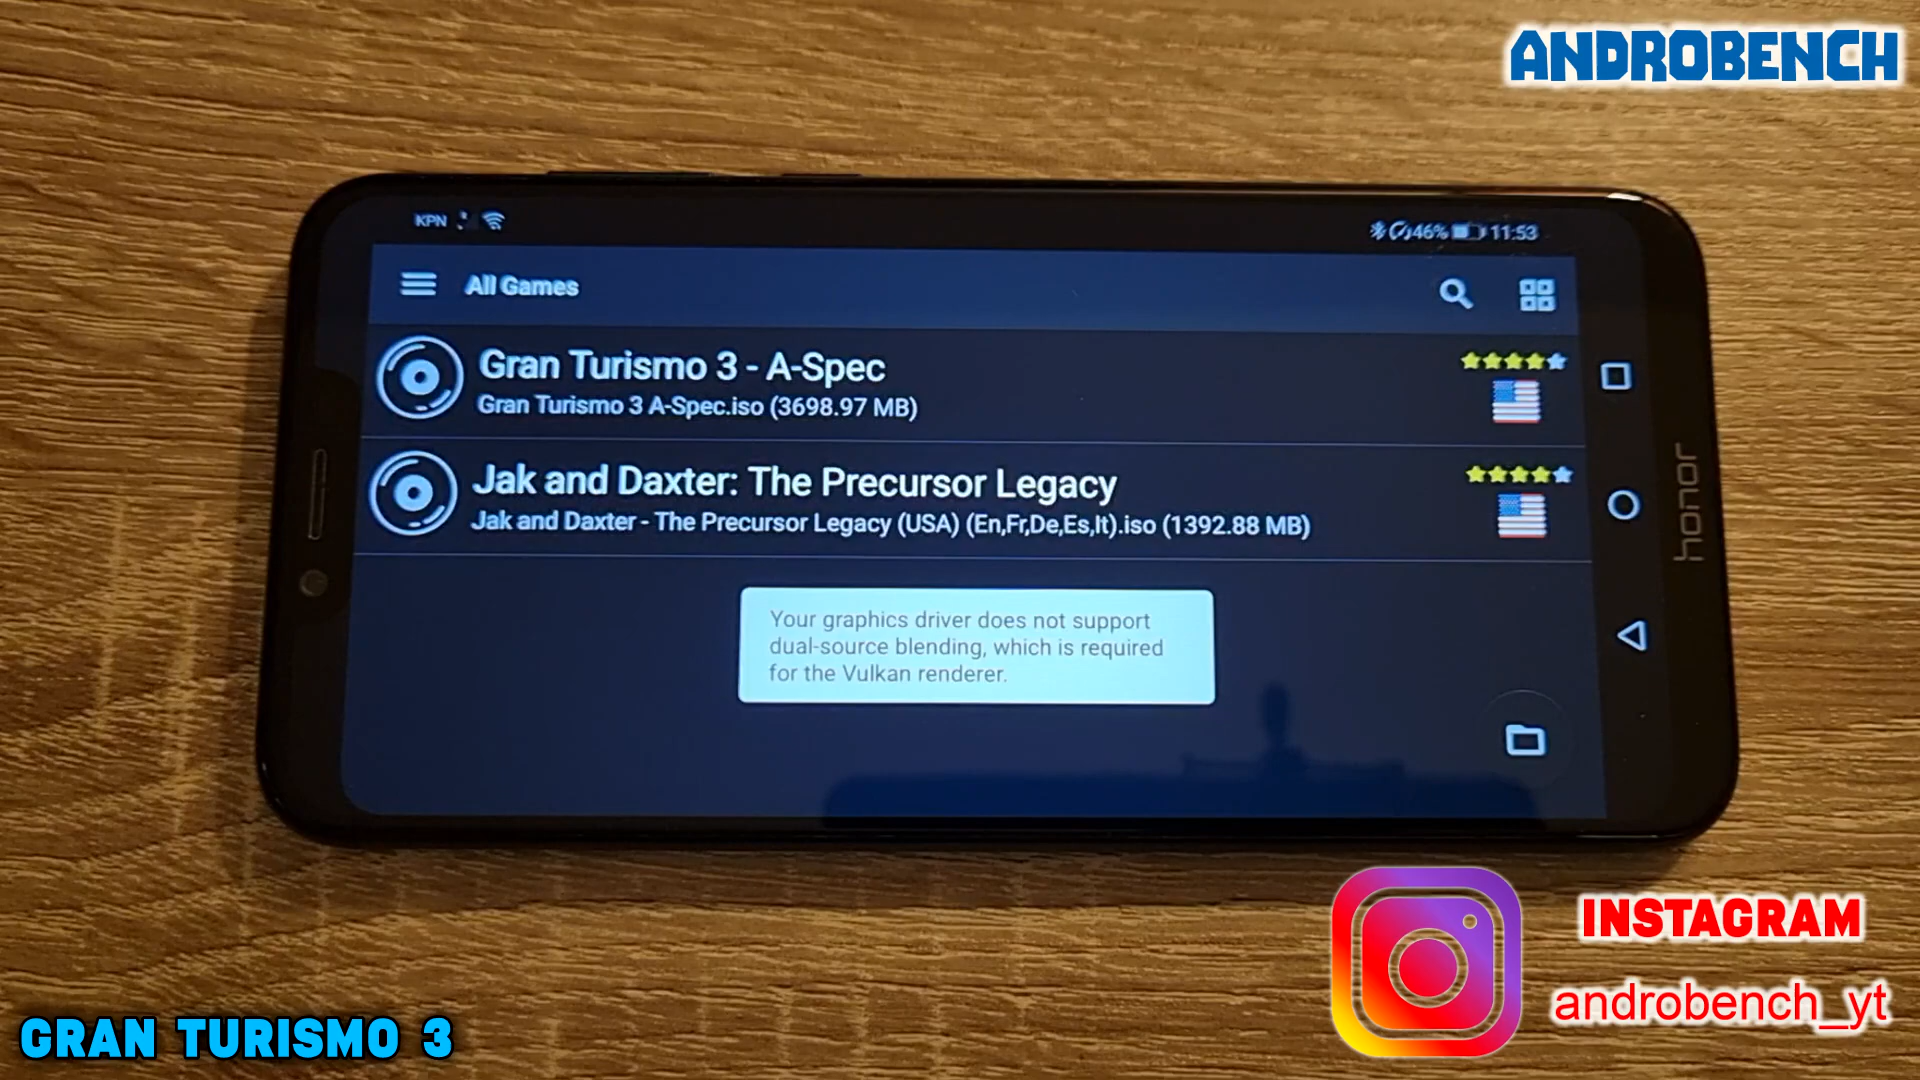 ANDROBENCH
KPN
46%
11:53
All Games
Gran Turismo 3 - A-Spec
Gran Turismo 3 A-Spec.iso (3698.97 MB)
Jak and Daxter: The Precursor Legacy
Jak and Daxter - The Precursor Legacy (USA) (En,Fr,De,Es,It).iso (1392.88 MB)
Your graphics driver does not support
dual-source blending, which is required
for the Vulkan renderer.
honor
INSTAGRAM
androbench_yt
GRAN TURISMO 3